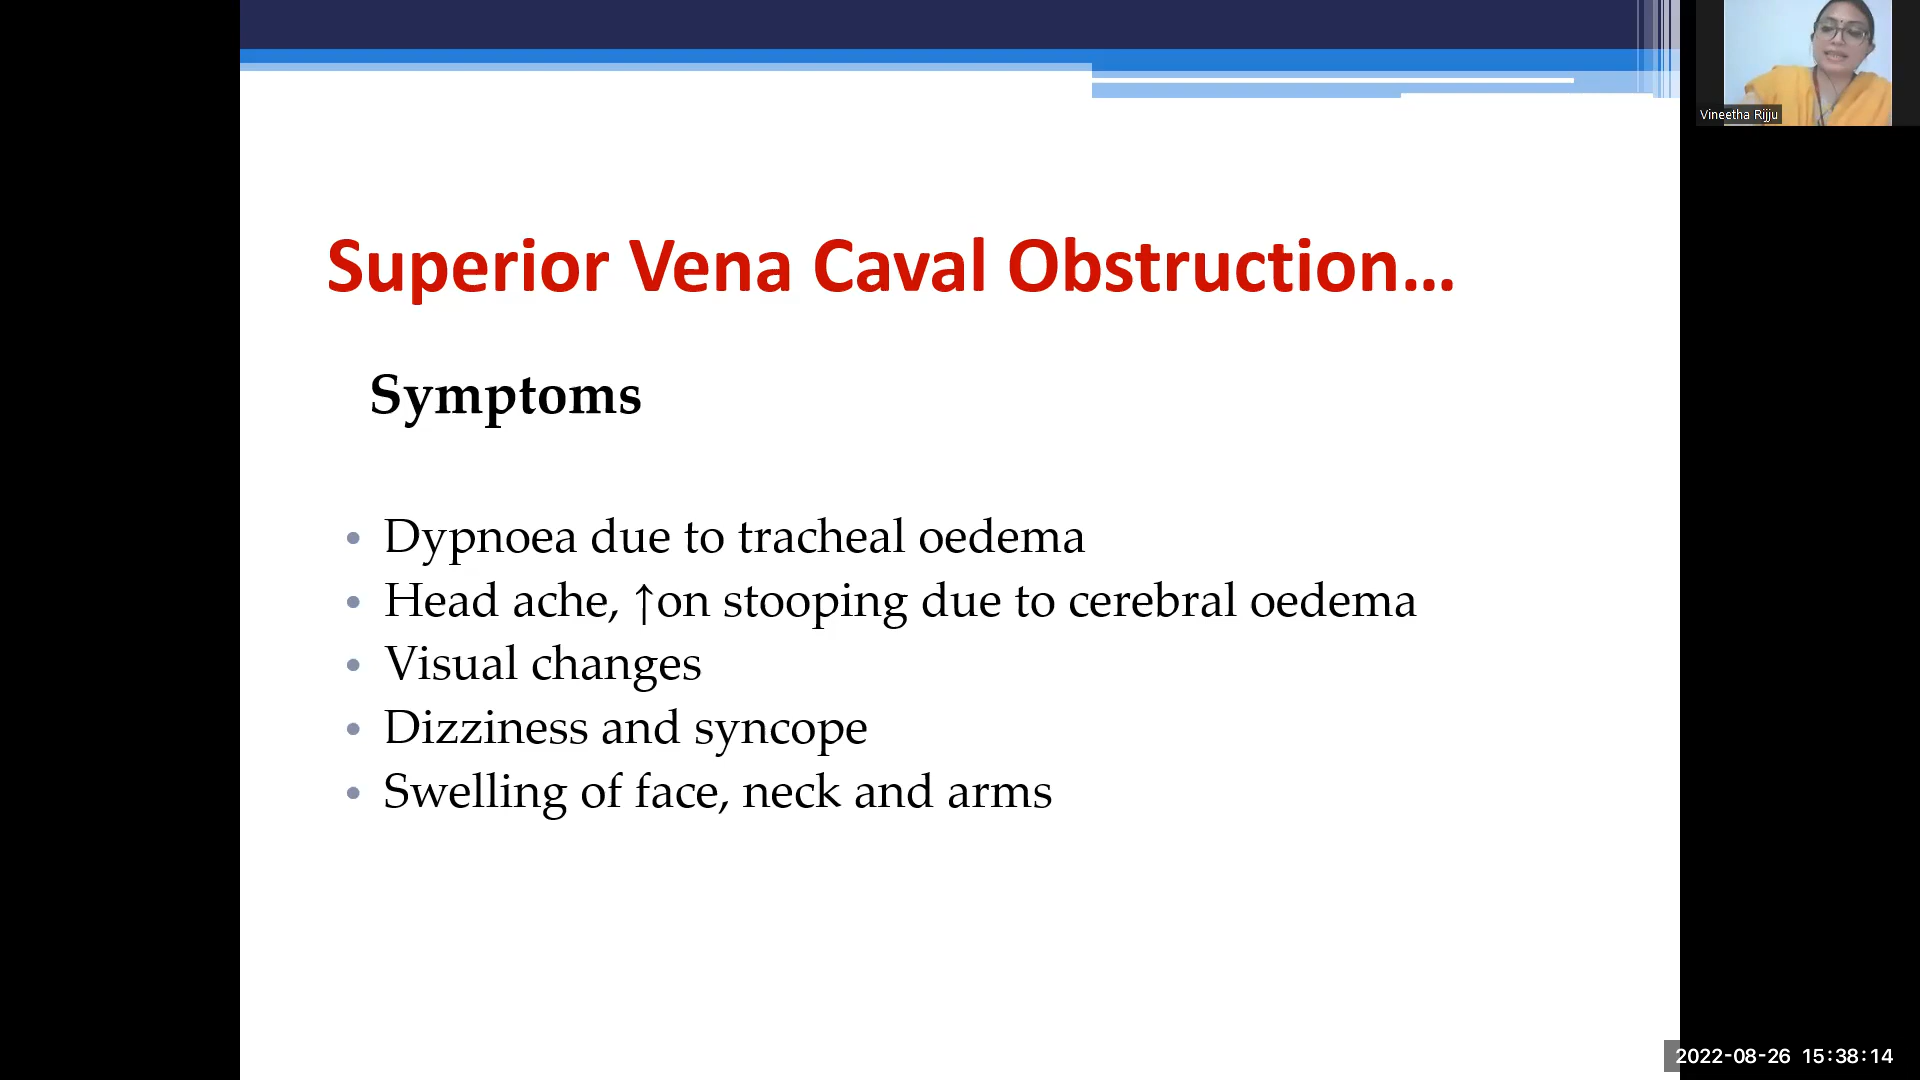 Vineetha Rijju
Superior Vena Caval Obstruction...
Symptoms
• Dypnoea due to tracheal oedema
• Head ache, ↑on stooping due to cerebral oedema
• Visual changes
• Dizziness and syncope
• Swelling of face, neck and arms
2022-08-26 15:38:14